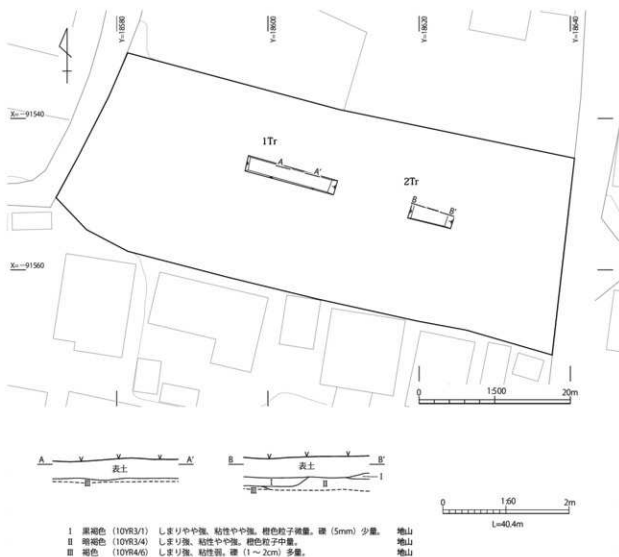 Y=18580
Y=18600
Y=18620
Y=18640
X=-91540
1Tr
A
A'
2Tr
B
B'
X=-91560
0 1:500 20m
A 表土 A'
III
B 表土 B'
I
I
II
III
0 1:60 2m
L=40.4m
I 黒褐色 (10YR3/1) しまりやや強、粘性やや強。橙色粒子微量。礫 (5mm) 少量。 地山
II 暗褐色 (10YR3/4) しまり強、粘性やや強。橙色粒子中量。 地山
III 褐色 (10YR4/6) しまり強、粘性弱。礫 (1〜2cm) 多量。 地山